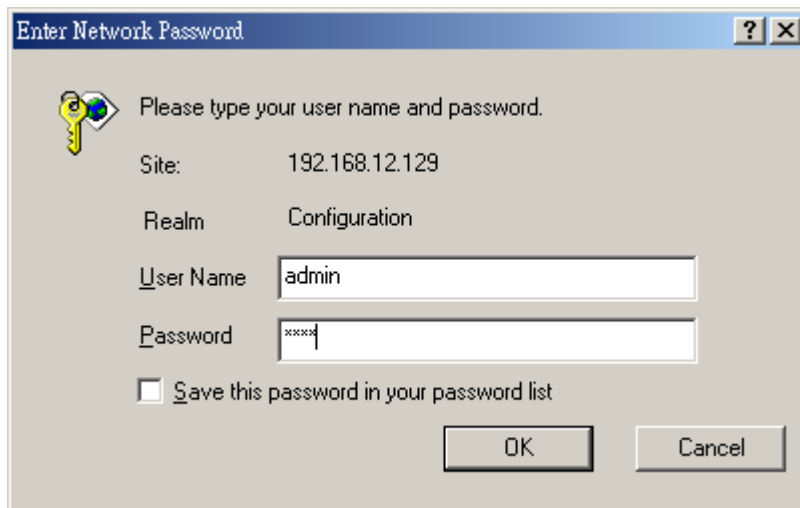 Enter Network Password
Please type your user name and password.
Site: 192.168.12.129
Realm Configuration
User Name admin
Password ****
Save this password in your password list
OK Cancel